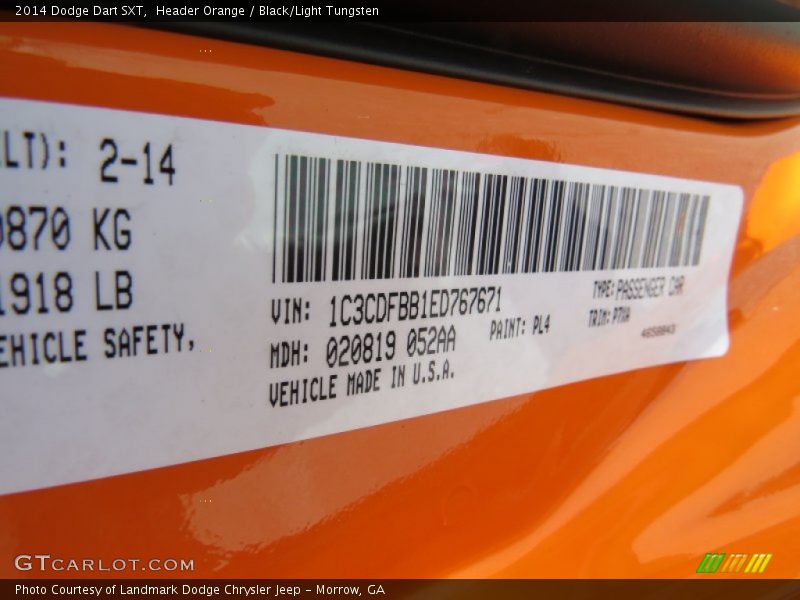 2014 Dodge Dart SXT,  Header Orange / Black/Light Tungsten
LT): 2-14
0870 KG
1918 LB
EHICLE SAFETY,
VIN: 1C3CDFBB1ED767671
TYPE: PASSENGER CAR
MDH: 020819 052AA
PAINT: PL4
TRIM: P7XA
VEHICLE MADE IN U.S.A.
GTCARLOT.COM
Photo Courtesy of Landmark Dodge Chrysler Jeep - Morrow, GA